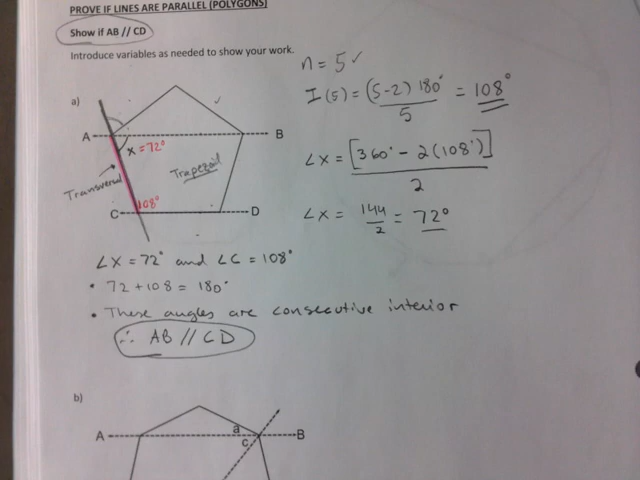 PROVE IF LINES ARE PARALLEL [POLYGONS]
Show if AB // CD
Introduce variables as needed to show your work.
n = 5 ✓
I(5) = (5-2) 180° / 5 = 108°
a)
A
B
x = 72°
Trapezoid
Transversal
108°
C
D
∠X = [360° - 2(108°)] / 2
∠X = 144 / 2 = 72°
∠X = 72° and ∠C = 108°
• 72 + 108 = 180°
• These angles are consecutive interior
∴ AB // CD
b)
A
a
B
c